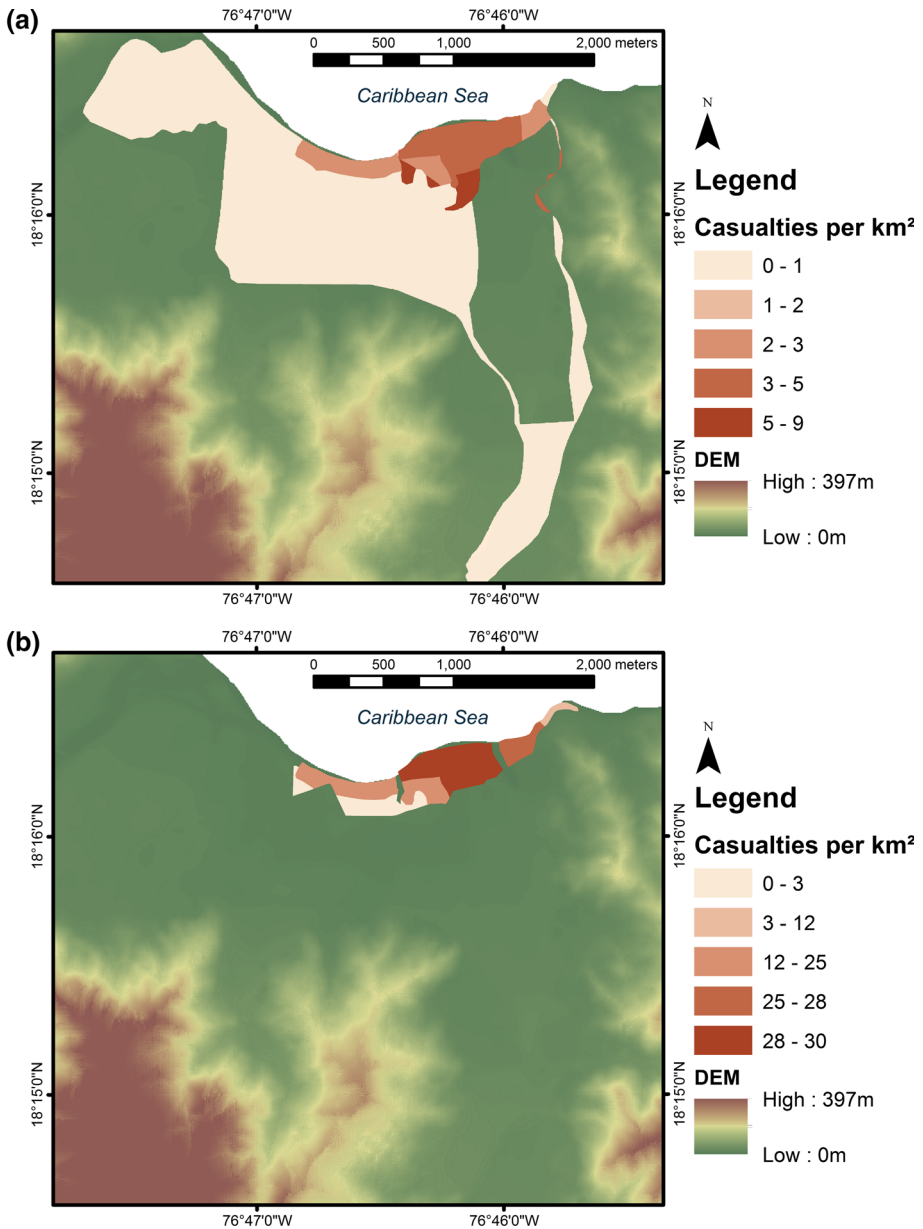 (a)
76°47'0"W 76°46'0"W
0 500 1,000 2,000 meters
Caribbean Sea
18°16'0"N 18°16'0"N
18°15'0"N 18°15'0"N
76°47'0"W 76°46'0"W
N
Legend
Casualties per km²
0 - 1
1 - 2
2 - 3
3 - 5
5 - 9
DEM
High : 397m
Low : 0m
(b)
76°47'0"W 76°46'0"W
0 500 1,000 2,000 meters
Caribbean Sea
18°16'0"N 18°16'0"N
18°15'0"N 18°15'0"N
76°47'0"W 76°46'0"W
N
Legend
Casualties per km²
0 - 3
3 - 12
12 - 25
25 - 28
28 - 30
DEM
High : 397m
Low : 0m